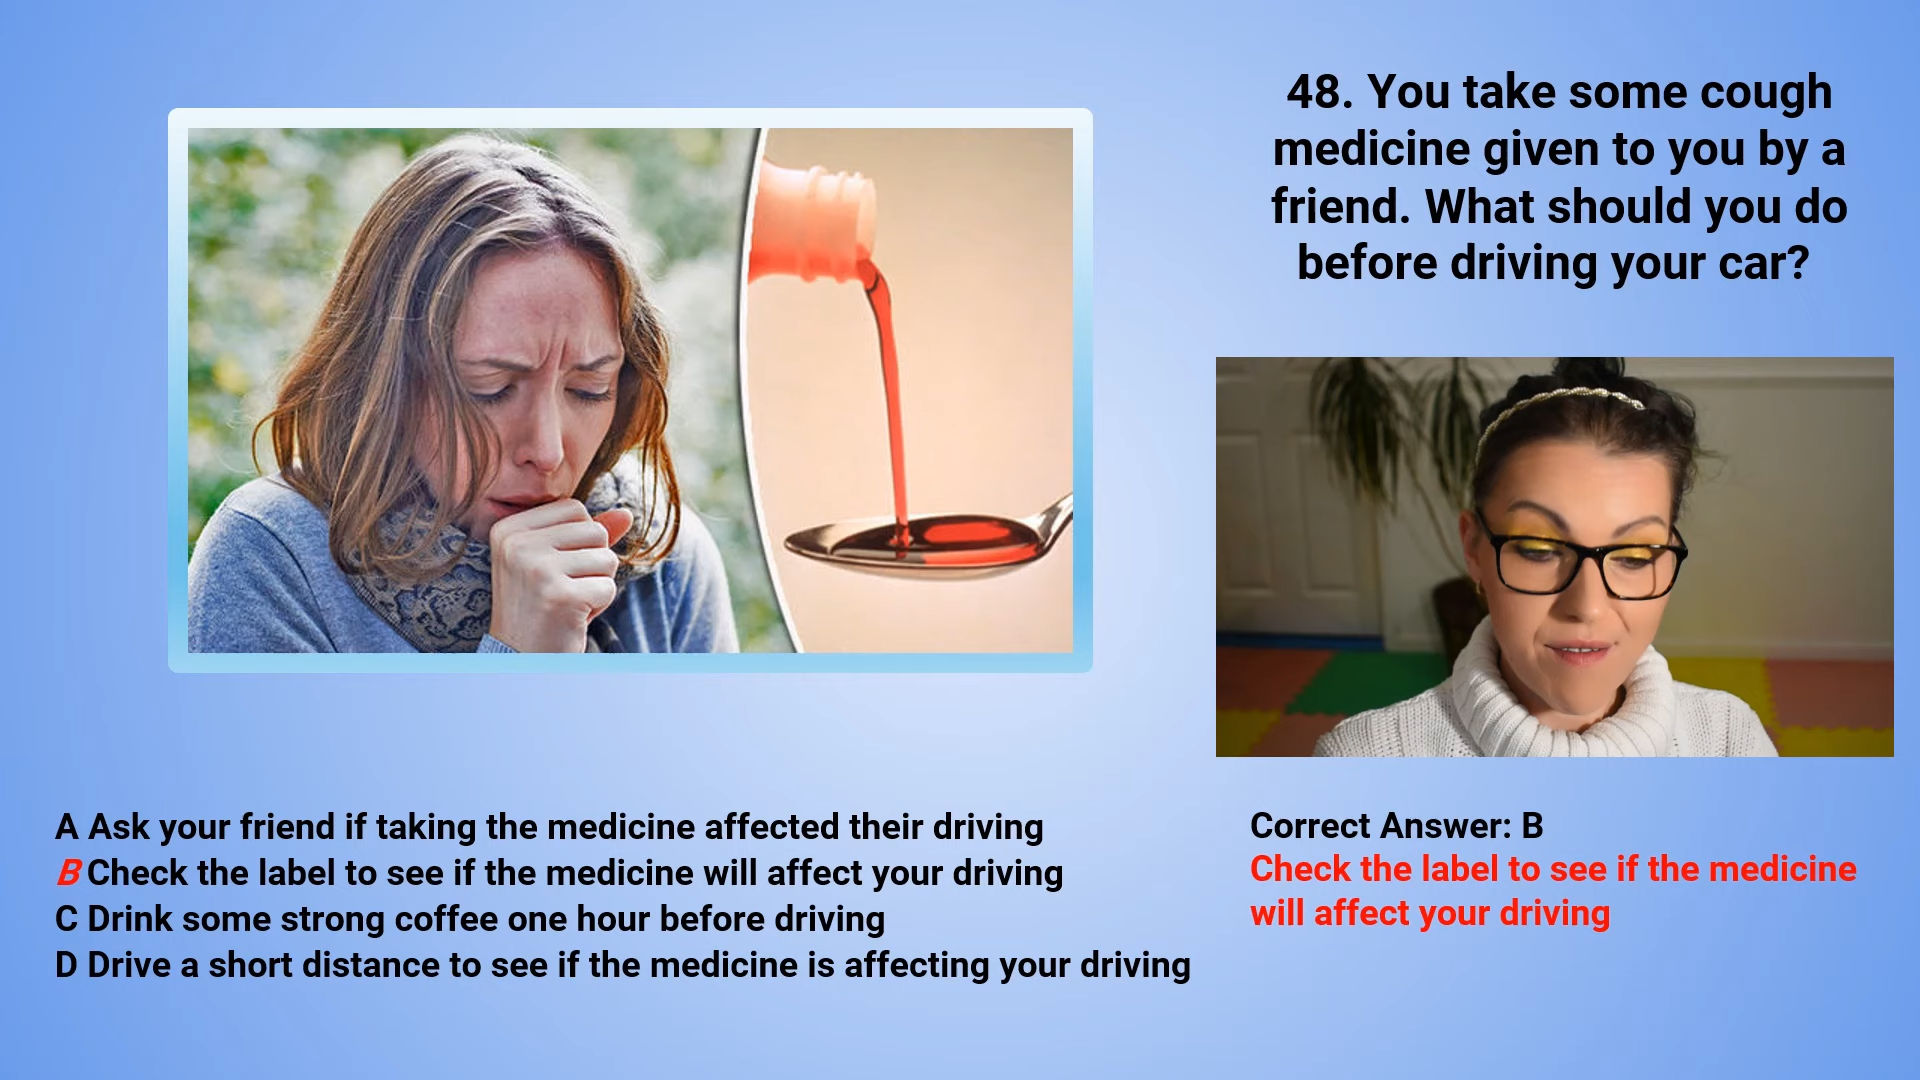 48. You take some cough
medicine given to you by a
friend. What should you do
before driving your car?
A Ask your friend if taking the medicine affected their driving
B Check the label to see if the medicine will affect your driving
C Drink some strong coffee one hour before driving
D Drive a short distance to see if the medicine is affecting your driving
Correct Answer: B
Check the label to see if the medicine
will affect your driving